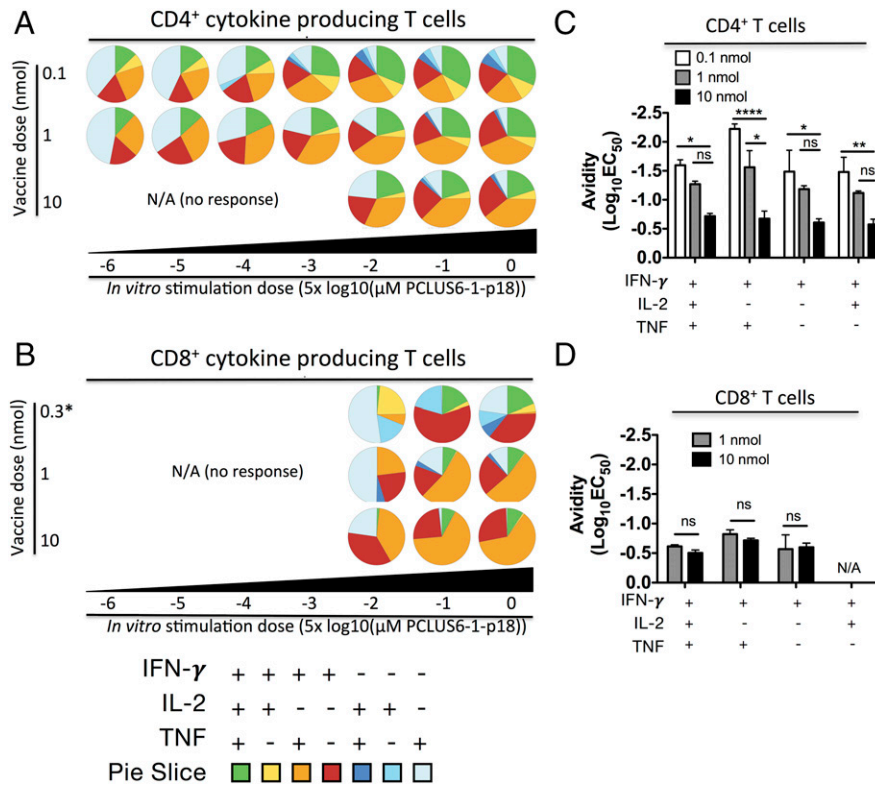 A
CD4+ cytokine producing T cells
Vaccine dose (nmol)
0.1
1
10
N/A (no response)
-6 -5 -4 -3 -2 -1 0
In vitro stimulation dose (5x log10(µM PCLUS6-1-p18))
B
CD8+ cytokine producing T cells
Vaccine dose (nmol)
0.3*
1
10
N/A (no response)
-6 -5 -4 -3 -2 -1 0
In vitro stimulation dose (5x log10(µM PCLUS6-1-p18))
IFN-γ + + + + - - -
IL-2 + + - - + + -
TNF + - + - + - +
Pie Slice
C
CD4+ T cells
0.1 nmol
1 nmol
10 nmol
Avidity
(Log10EC50)
-2.5
-2.0
-1.5
-1.0
-0.5
0.0
* ns
**** *
* ns
** ns
IFN-γ + + + +
IL-2 + - - +
TNF + + - -
D
CD8+ T cells
1 nmol
10 nmol
Avidity
(Log10EC50)
-2.5
-2.0
-1.5
-1.0
-0.5
0.0
ns ns ns N/A
IFN-γ + + + +
IL-2 + - - +
TNF + + - -